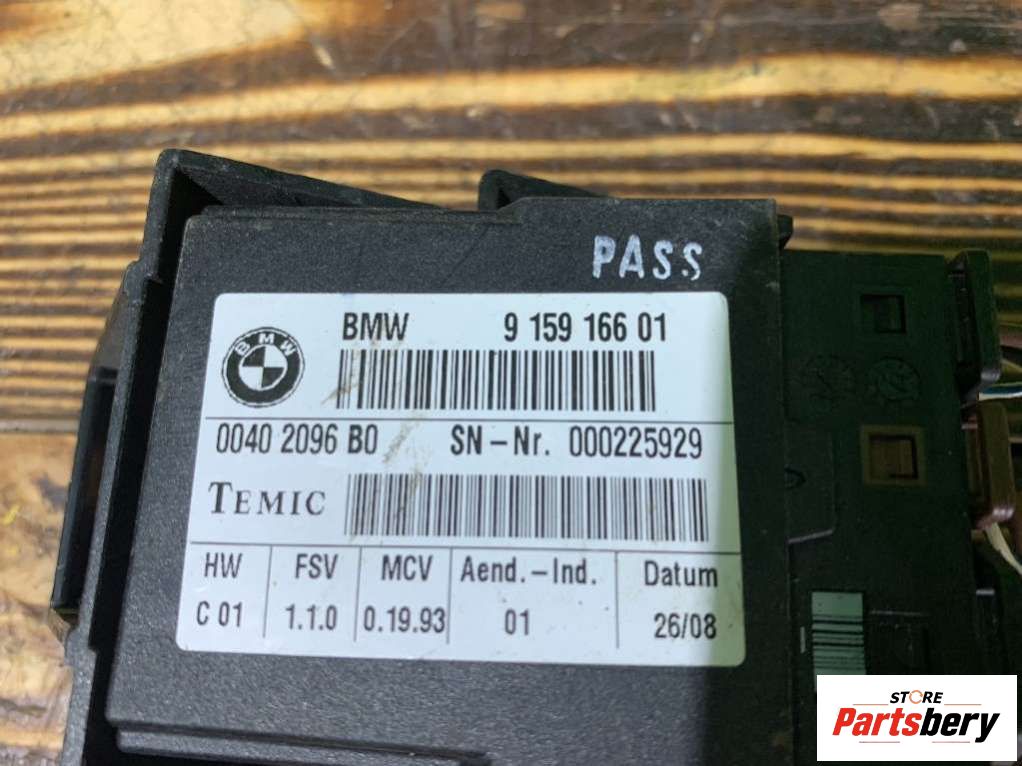 PASS
BMW 9 159 166 01
BMW
0040 2096 B0 SN-Nr. 000225929
TEMIC
HW FSV MCV Aend.-Ind. Datum
C 01 1.1.0 0.19.93 01 26/08
STORE
Partsbery